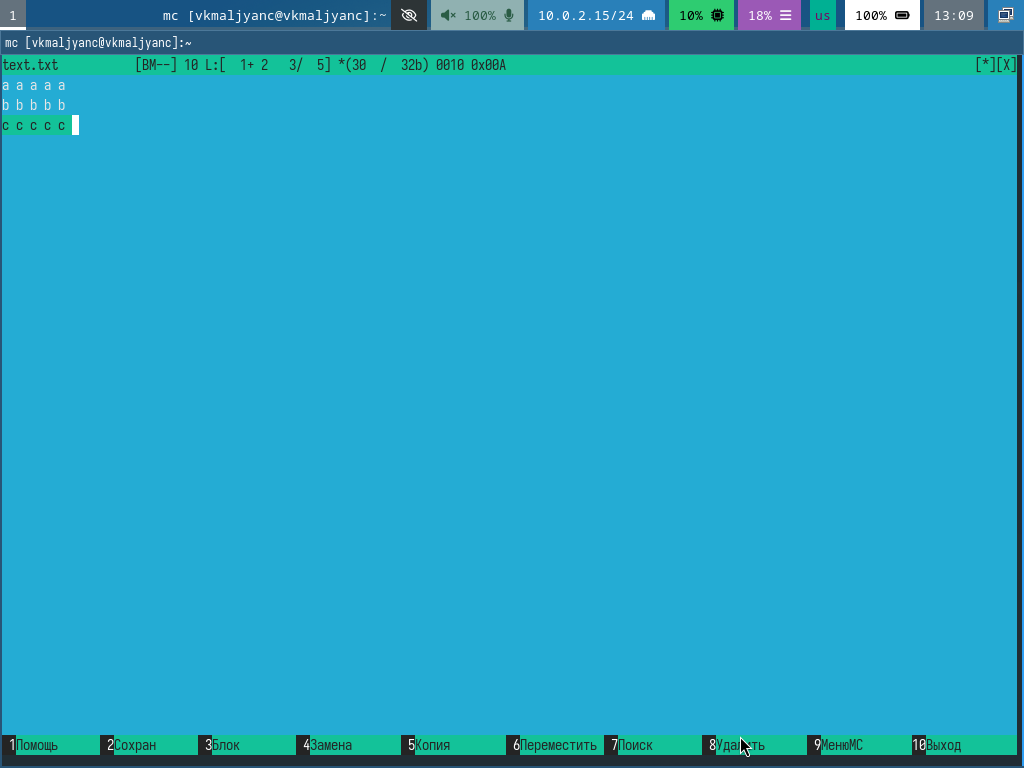 1 mc [vkmaljyanc@vkmaljyanc]:~ 100% 10.0.2.15/24 10% 18% us 100% 13:09
mc [vkmaljyanc@vkmaljyanc]:~
text.txt [BM--] 10 L:[ 1+ 2 3/ 5] *(30 / 32b) 0010 0x00A [*][X]
a a a a a
b b b b b
c c c c c
1Помощь 2Сохран 3Блок 4Замена 5Копия 6Переместить 7Поиск 8Удалить 9МенюMC 10Выход